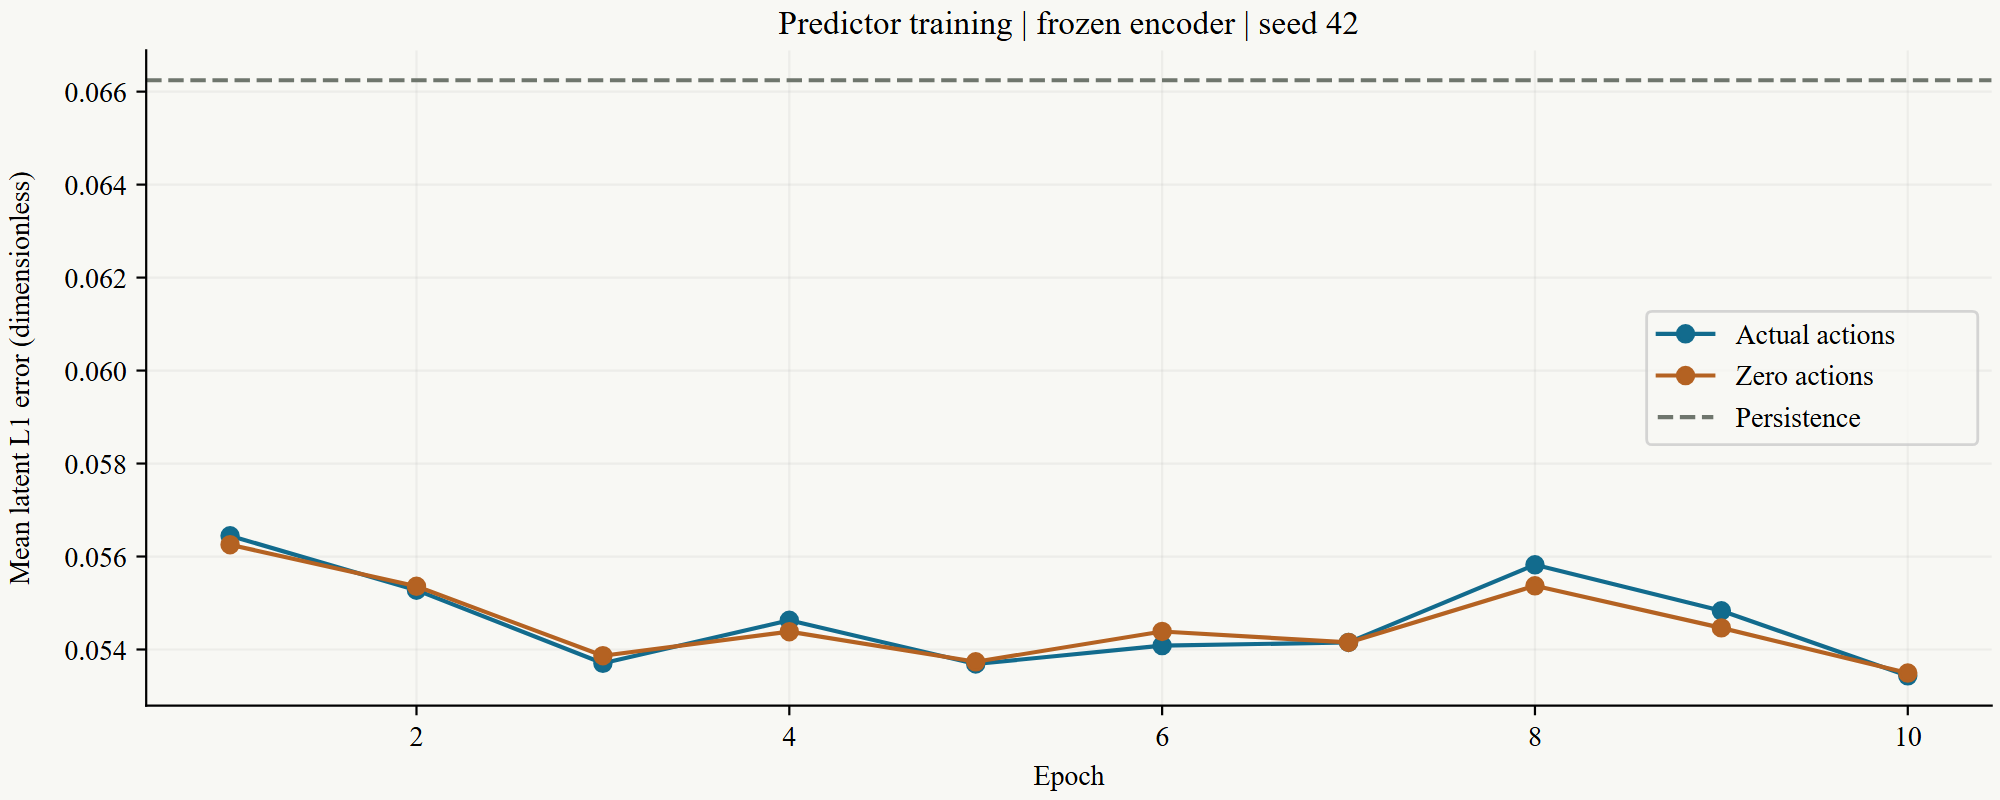 Predictor training | frozen encoder | seed 42
Mean latent L1 error (dimensionless)
0.066
0.064
0.062
0.060
0.058
0.056
0.054
Actual actions
Zero actions
Persistence
2 4 6 8 10
Epoch